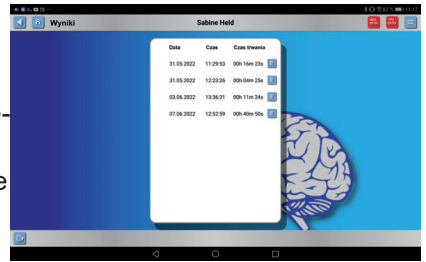 11:17
Wyniki
Sabine Held
Data Czas Czas trwania
31.05.2022 11:29:53 00h 16m 23s
31.05.2022 12:23:26 00h 04m 25s
03.06.2022 13:36:21 00h 11m 24s
07.06.2022 12:52:59 00h 40m 50s
-
e